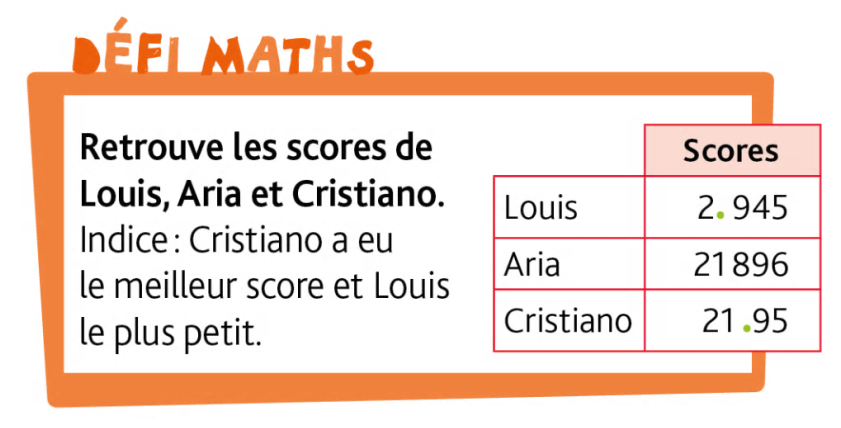 DÉFI MATHS
Retrouve les scores de
Louis, Aria et Cristiano.
Indice : Cristiano a eu
le meilleur score et Louis
le plus petit.
Scores
Louis 2.945
Aria 21 896
Cristiano 21 .95